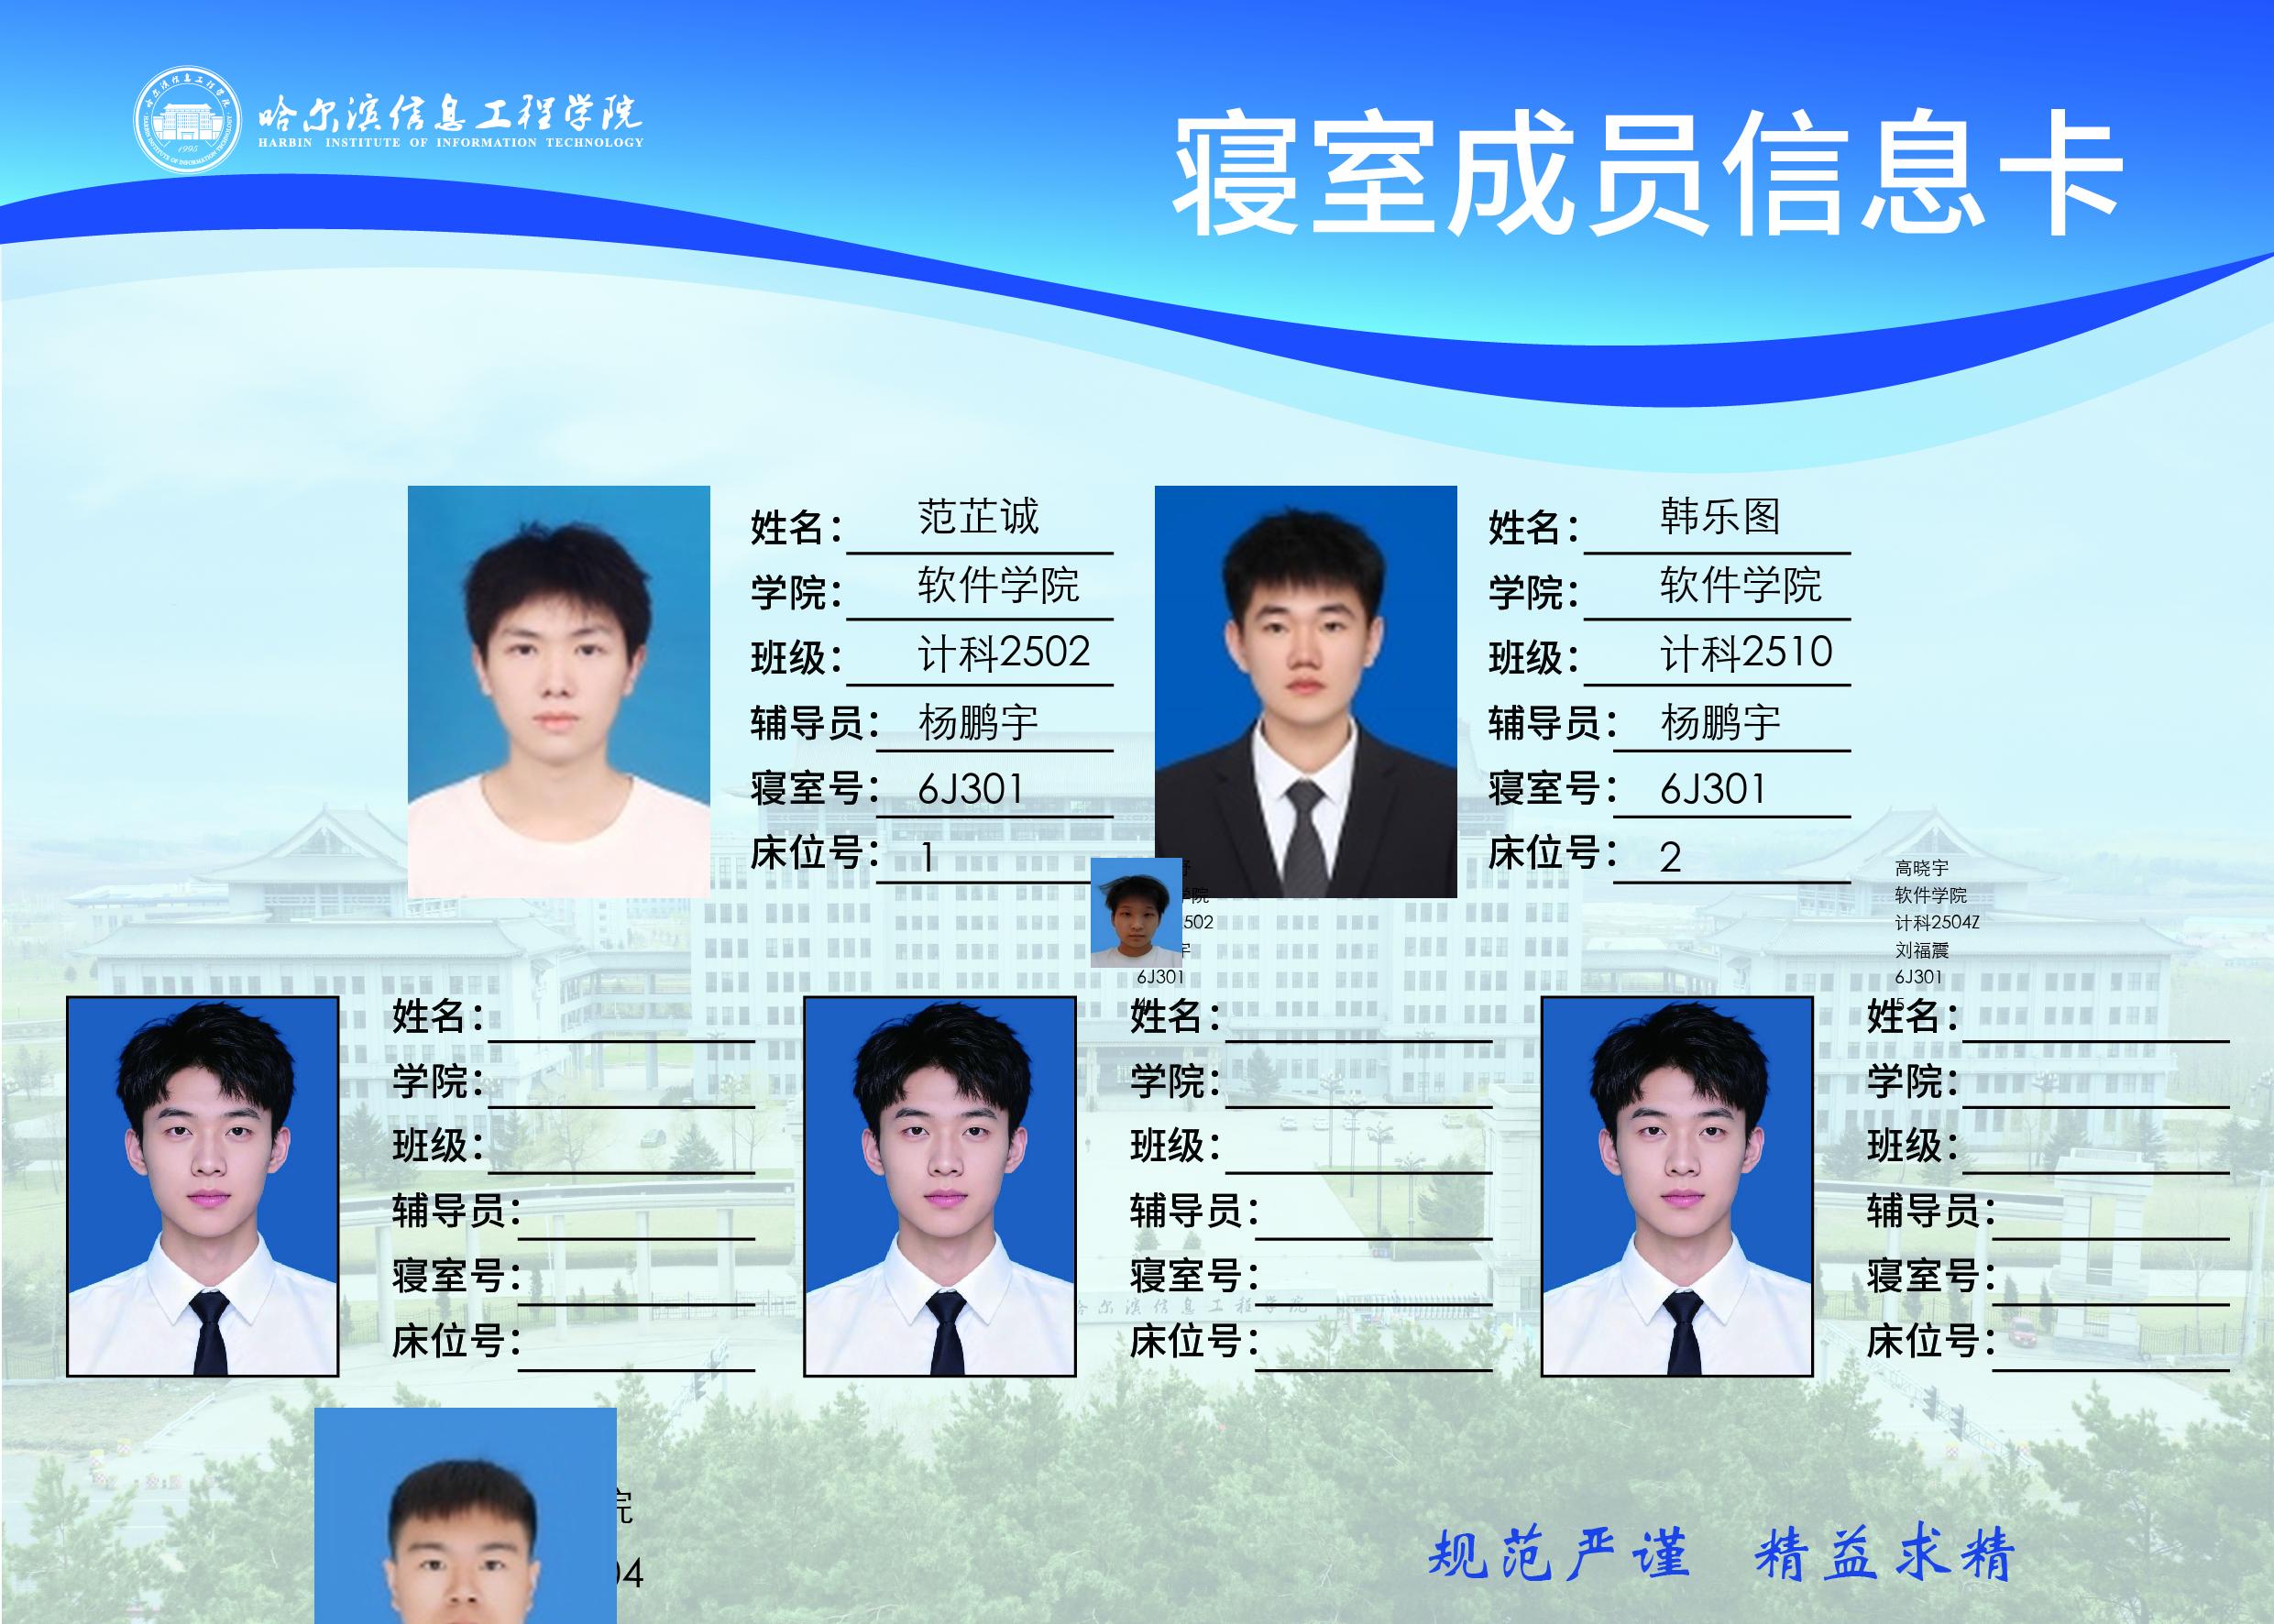 哈尔滨信息工程学院
HARBIN INSTITUTE OF INFORMATION TECHNOLOGY
1995
寝室成员信息卡
姓名： 范芷诚
学院： 软件学院
班级： 计科2502
辅导员： 杨鹏宇
寝室号： 6J301
床位号： 1
姓名： 韩乐图
学院： 软件学院
班级： 计科2510
辅导员： 杨鹏宇
寝室号： 6J301
床位号： 2
学院
2502
宇
6J301
高晓宇
软件学院
计科2504Z
刘福震
6J301
5
姓名：
学院：
班级：
辅导员：
寝室号：
床位号：
姓名：
学院：
班级：
辅导员：
寝室号：
床位号：
姓名：
学院：
班级：
辅导员：
寝室号：
床位号：
哈尔滨信息工程学院
院
04
规范严谨 精益求精